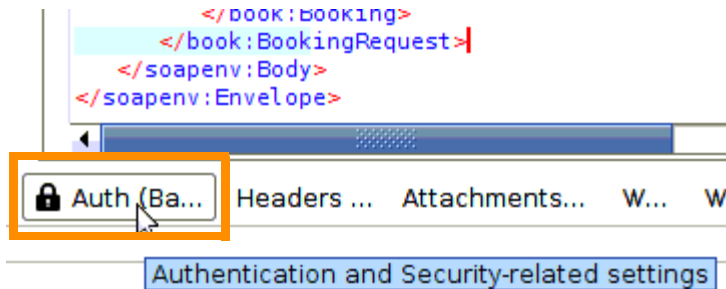 </book:Booking>
</book:BookingRequest>
</soapenv:Body>
</soapenv:Envelope>
Auth (Ba... Headers ... Attachments... W... W
Authentication and Security-related settings